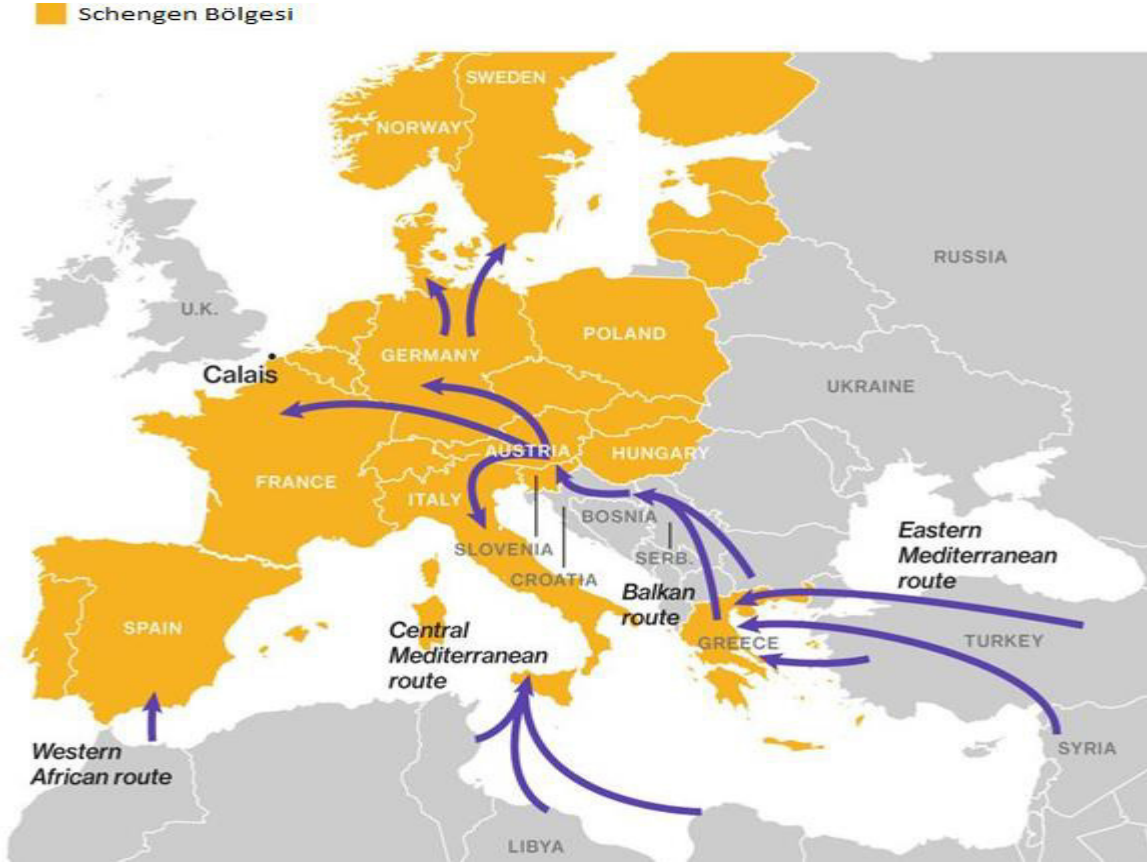 Schengen Bölgesi
SWEDEN
NORWAY
RUSSIA
U.K.
POLAND
GERMANY
Calais
UKRAINE
AUSTRIA
HUNGARY
FRANCE
ITALY
BOSNIA
SLOVENIA
SERB.
CROATIA
Eastern
Mediterranean
route
Balkan
route
SPAIN
Central
Mediterranean
route
GREECE
TURKEY
Western
African route
SYRIA
LIBYA